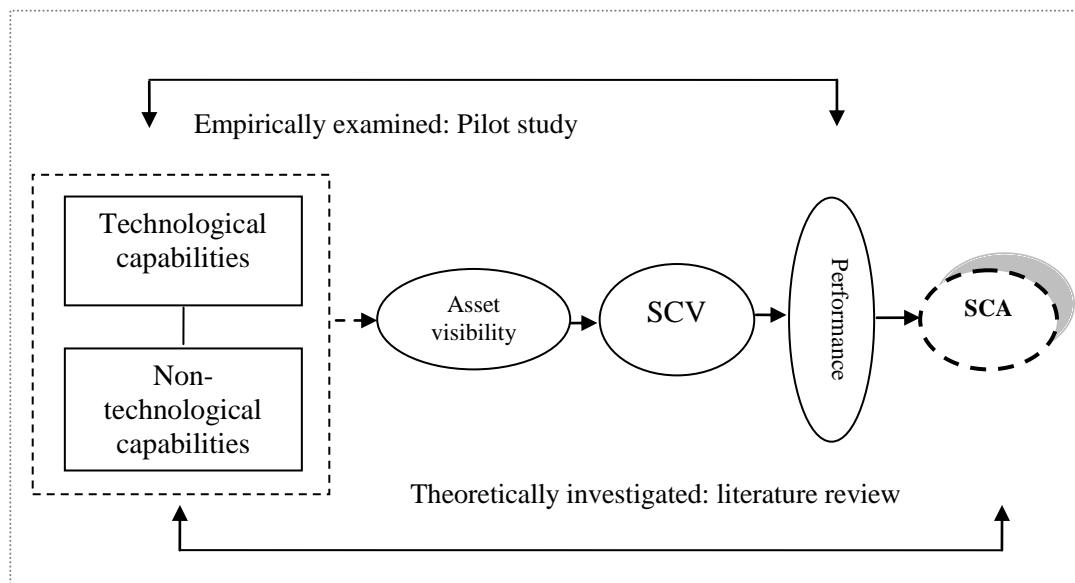 Empirically examined: Pilot study
Technological
capabilities
Non-
technological
capabilities
Asset
visibility
SCV
Performance
SCA
Theoretically investigated: literature review